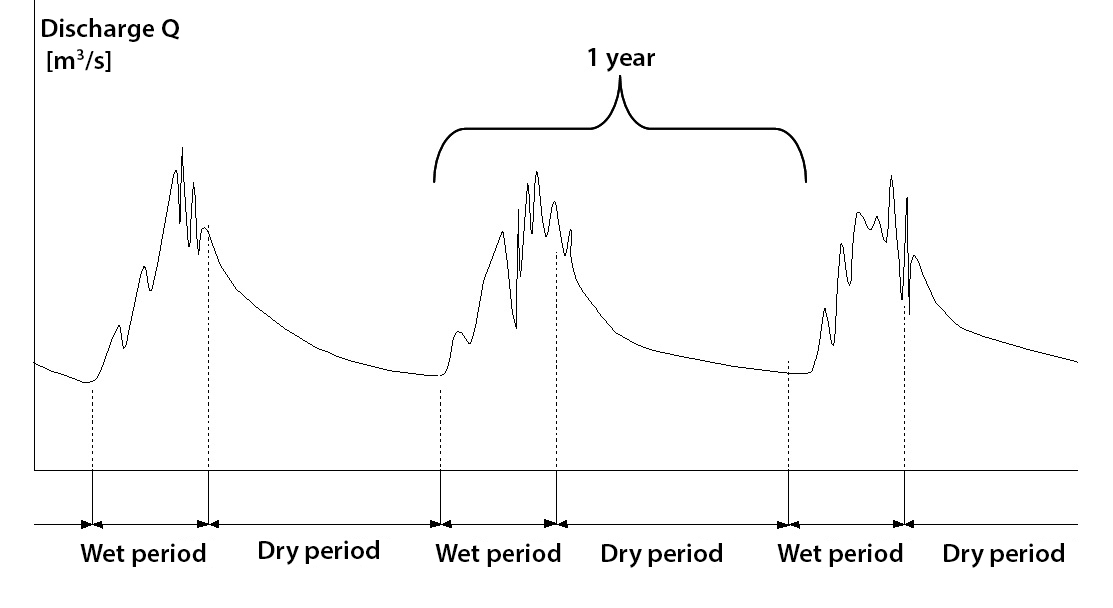 Discharge Q
[m³/s]
1 year
Wet period
Dry period
Wet period
Dry period
Wet period
Dry period